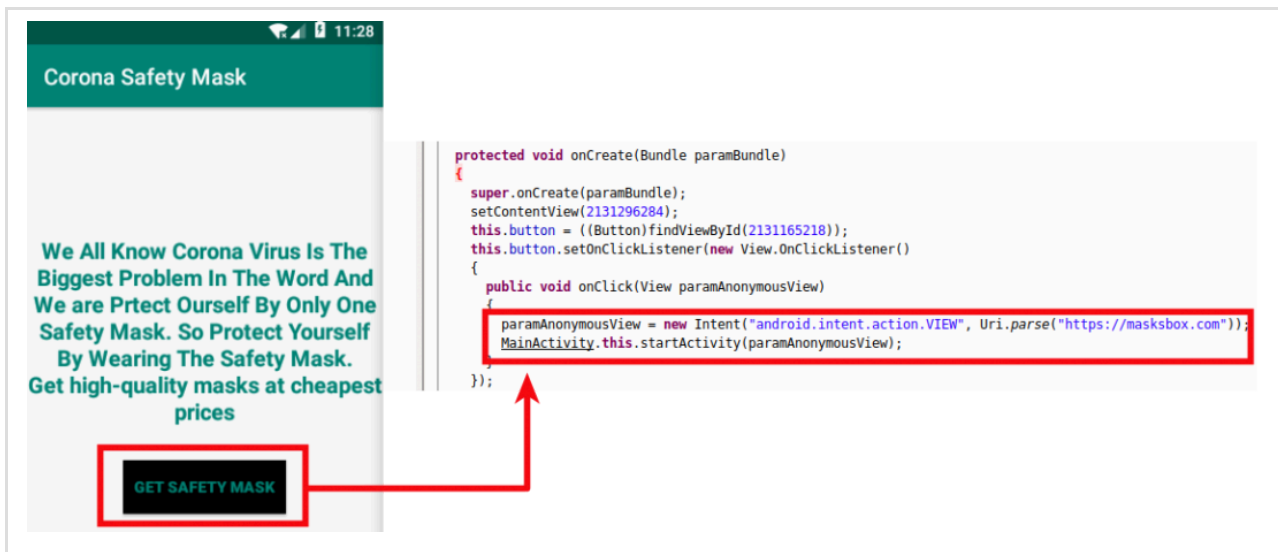 11:28
Corona Safety Mask
We All Know Corona Virus Is The
Biggest Problem In The Word And
We are Prtect Ourself By Only One
Safety Mask. So Protect Yourself
By Wearing The Safety Mask.
Get high-quality masks at cheapest
prices
GET SAFETY MASK
protected void onCreate(Bundle paramBundle)
{
super.onCreate(paramBundle);
setContentView(2131296284);
this.button = ((Button)findViewById(2131165218));
this.button.setOnClickListener(new View.OnClickListener()
{
public void onClick(View paramAnonymousView)
{
paramAnonymousView = new Intent("android.intent.action.VIEW", Uri.parse("https://masksbox.com"));
MainActivity.this.startActivity(paramAnonymousView);
}
});